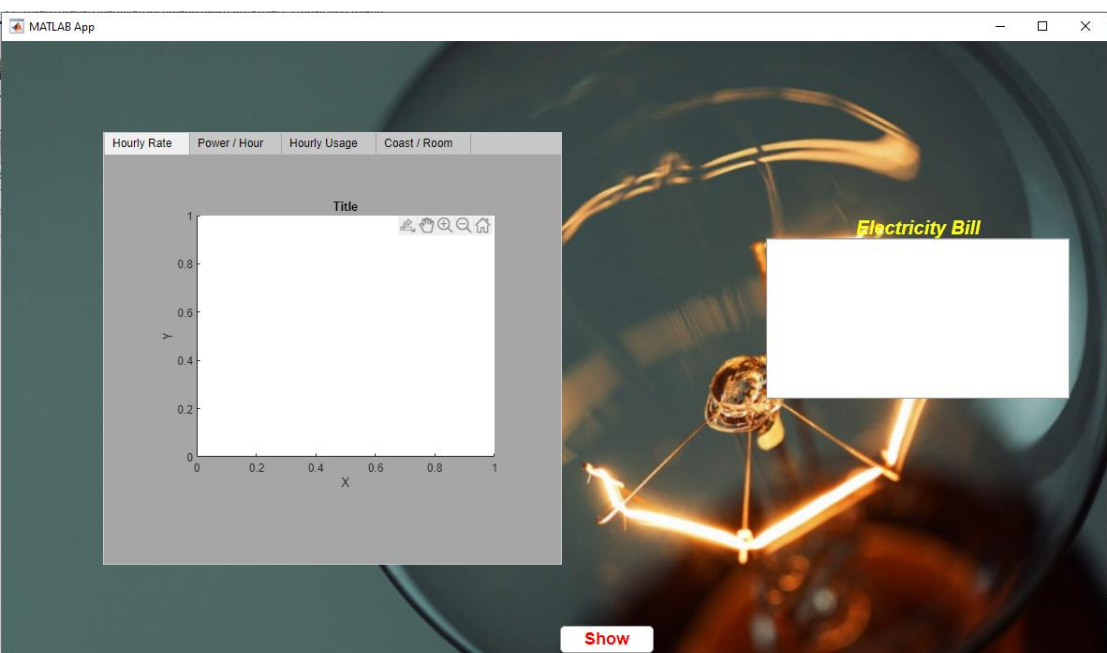 MATLAB App
Hourly Rate Power / Hour Hourly Usage Coast / Room
Title
1
0.8
0.6
Y
0.4
0.2
0
0 0.2 0.4 0.6 0.8 1
X
Electricity Bill
Show